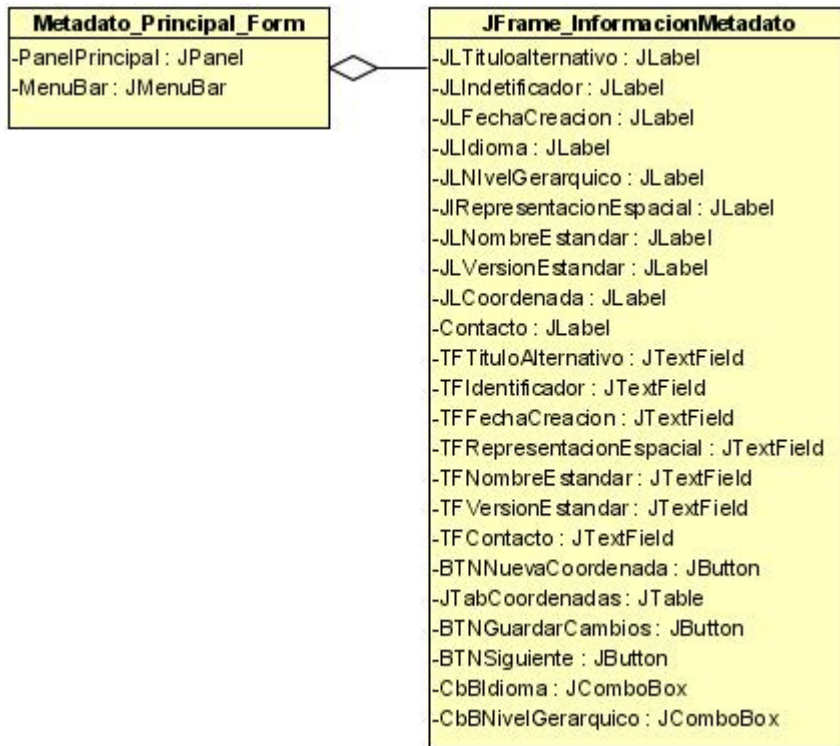 Metadato_Principal_Form
-PanelPrincipal : JPanel
-MenuBar : JMenuBar
JFrame_InformacionMetadado
-JLTituloalternativo : JLabel
-JLIndetificador : JLabel
-JLFechaCreacion : JLabel
-JLIdioma : JLabel
-JLNIvelGerarquico : JLabel
-JlRepresentacionEspacial : JLabel
-JLNombreEstandar : JLabel
-JLVersionEstandar : JLabel
-JLCoordenada : JLabel
-Contacto : JLabel
-TFTituloAlternativo : JTextField
-TFIdentificador : JTextField
-TFFechaCreacion : JTextField
-TFRepresentacionEspacial : JTextField
-TFNombreEstandar : JTextField
-TFVersionEstandar : JTextField
-TFContacto : JTextField
-BTNNuevaCoordenada : JButton
-JTabCoordenadas : JTable
-BTNGuardarCambios : JButton
-BTNSiguiente : JButton
-CbBIdioma : JComboBox
-CbBNivelGerarquico : JComboBox